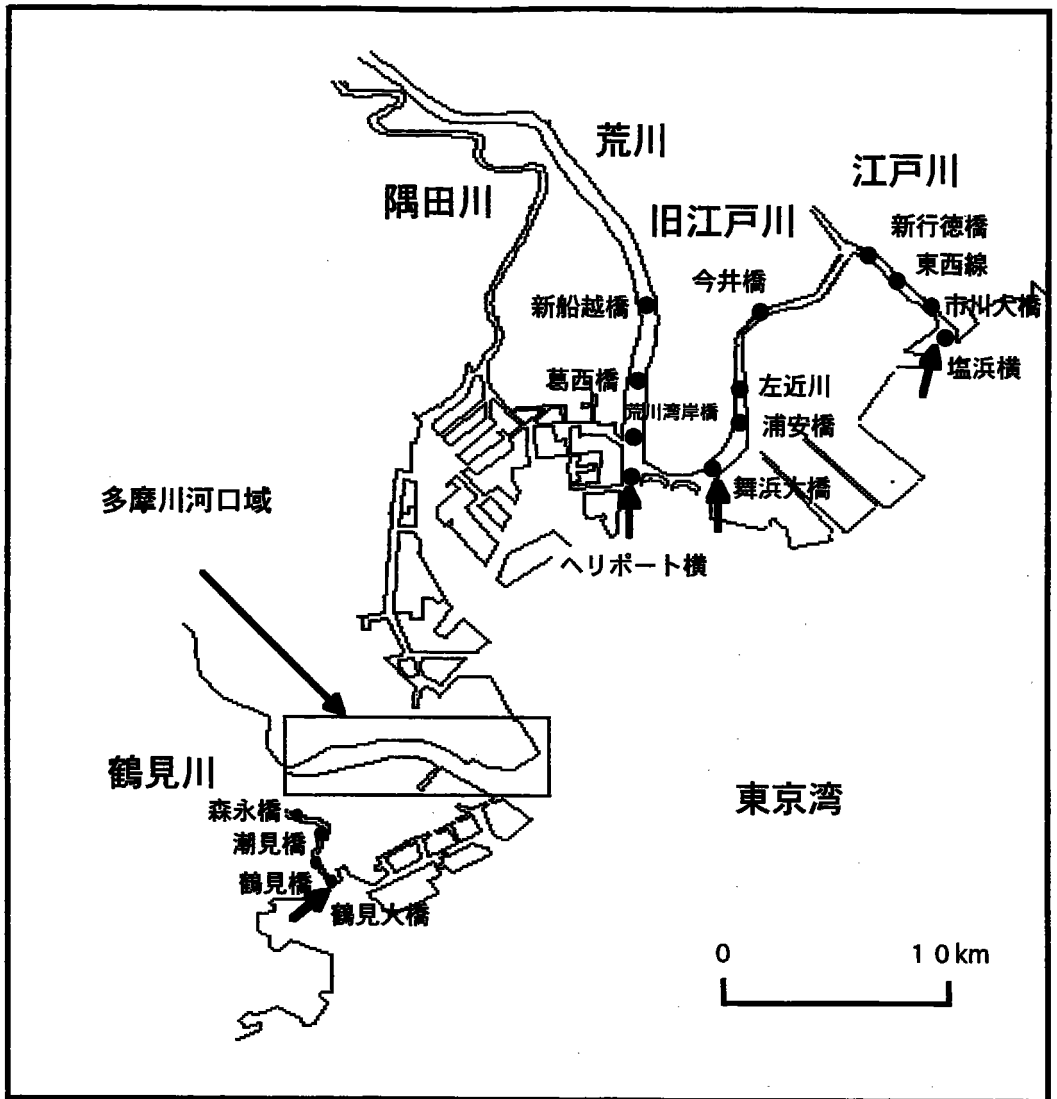 荒川
江戸川
隅田川
旧江戸川
新行徳橋
東西線
今井橋
新船越橋
市川大橋
塩浜横
葛西橋
左近川
荒川湾岸橋
浦安橋
舞浜大橋
多摩川河口域
ヘリポート横
鶴見川
東京湾
森永橋
潮見橋
鶴見橋
鶴見大橋
0 10km